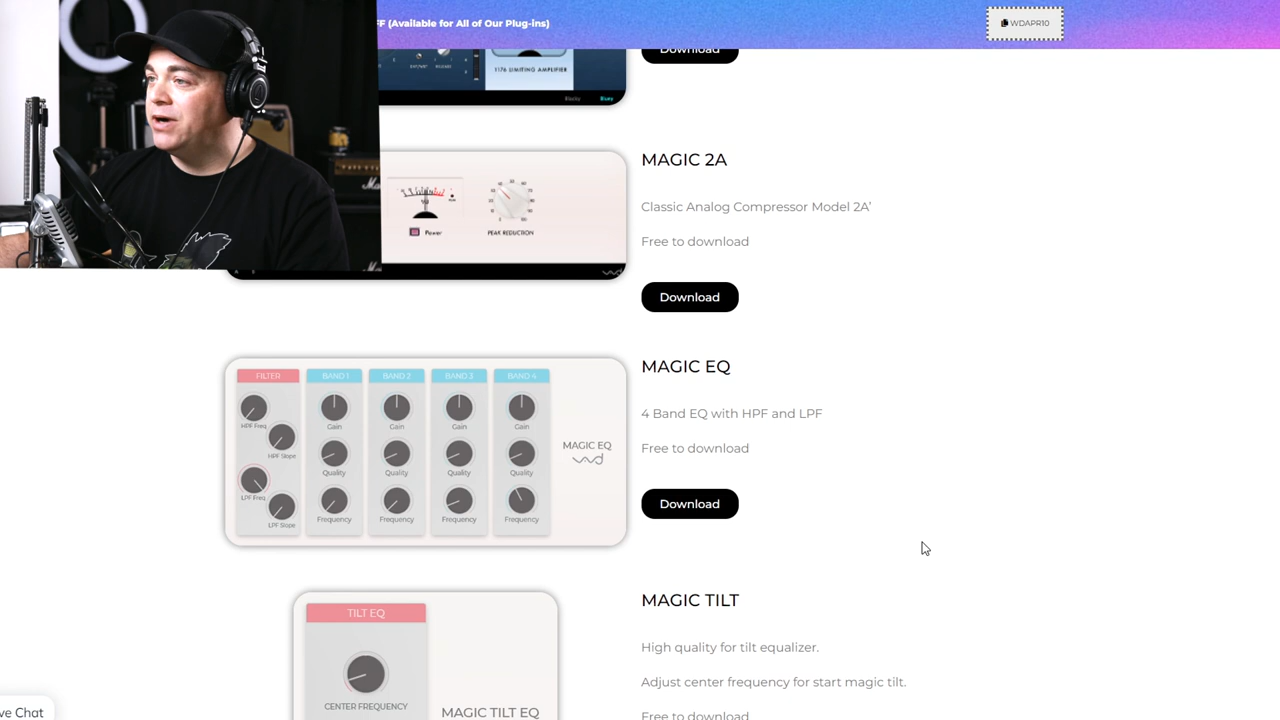 FF (Available for All of Our Plug-ins)
WDAPR10
Download
1176 LIMITING AMPLIFIER
Blacky
Bluey
MAGIC 2A
Classic Analog Compressor Model 2A'
Free to download
Download
Power
PEAK REDUCTION
MAGIC EQ
4 Band EQ with HPF and LPF
Free to download
Download
FILTER
BAND 1
BAND 2
BAND 3
BAND 4
HPF Freq
Gain
Gain
Gain
Gain
HPF Slope
MAGIC EQ
Quality
Quality
Quality
Quality
LPF Freq
LPF Slope
Frequency
Frequency
Frequency
Frequency
MAGIC TILT
High quality for tilt equalizer.
Adjust center frequency for start magic tilt.
Free to download
TILT EQ
CENTER FREQUENCY
MAGIC TILT EQ
ve Chat